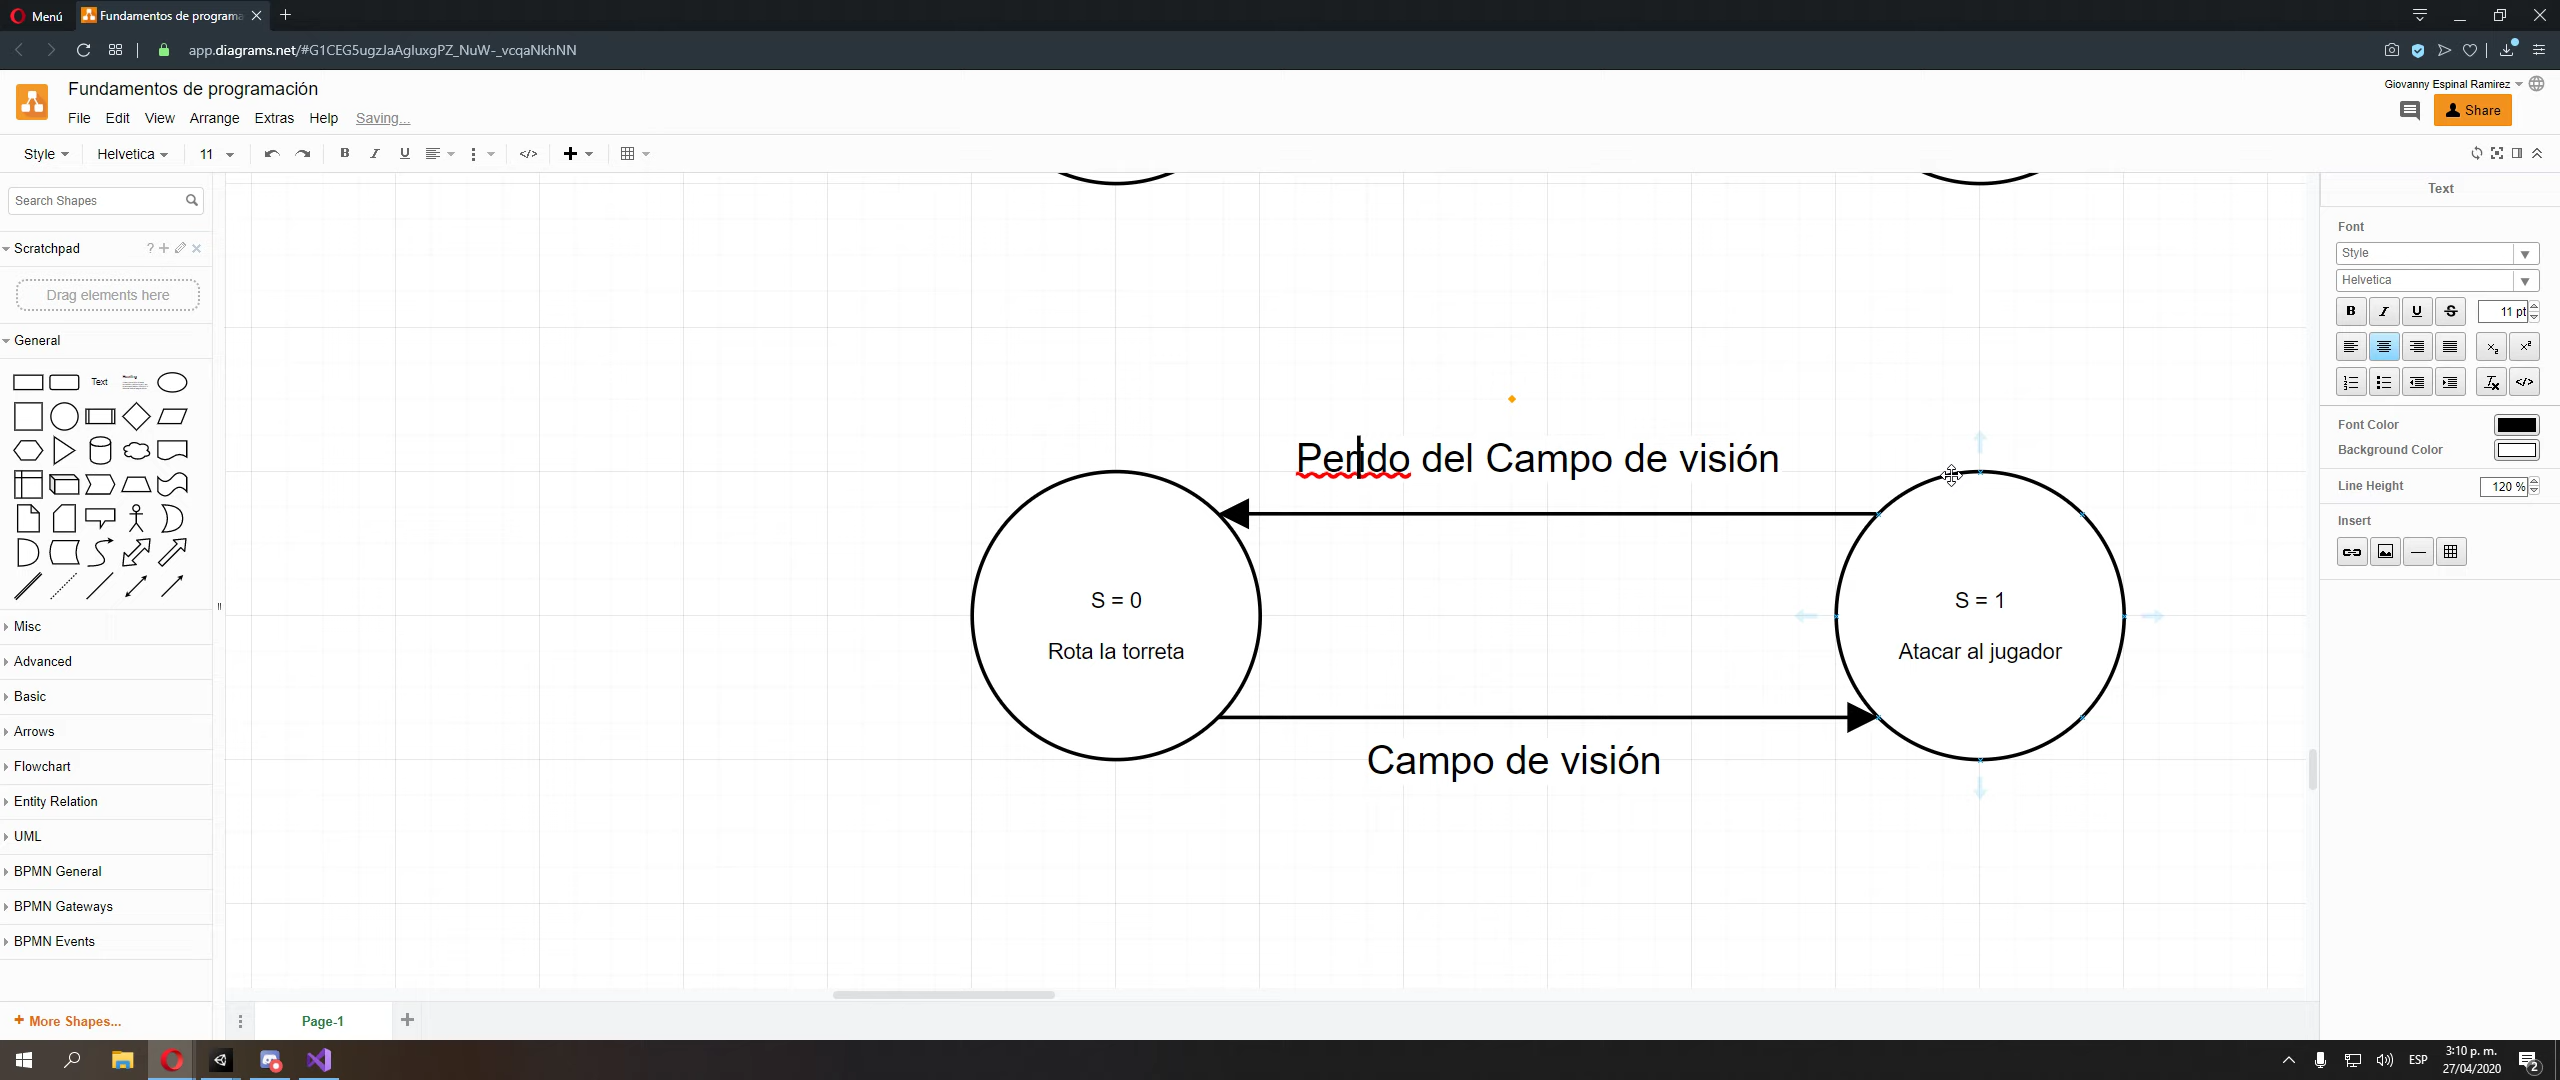 Menú
Fundamentos de programa
app.diagrams.net/#G1CEG5ugzJaAgluxgPZ_NuW-_vcqaNkhNN
Fundamentos de programación
Giovanny Espinal Ramirez
File Edit View Arrange Extras Help Saving...
Share
Style Helvetica 11 B I U </>
Search Shapes
Text
Scratchpad
Font
Style
Drag elements here
Helvetica
B I U S 11 pt
General
Text
Heading
Font Color
Background Color
Perido del Campo de visión
Line Height 120 %
Insert
S = 0
S = 1
Rota la torreta
Atacar al jugador
Misc
Advanced
Basic
Arrows
Campo de visión
Flowchart
Entity Relation
UML
BPMN General
BPMN Gateways
BPMN Events
+ More Shapes...
Page-1
ESP
3:10 p. m.
27/04/2020
2